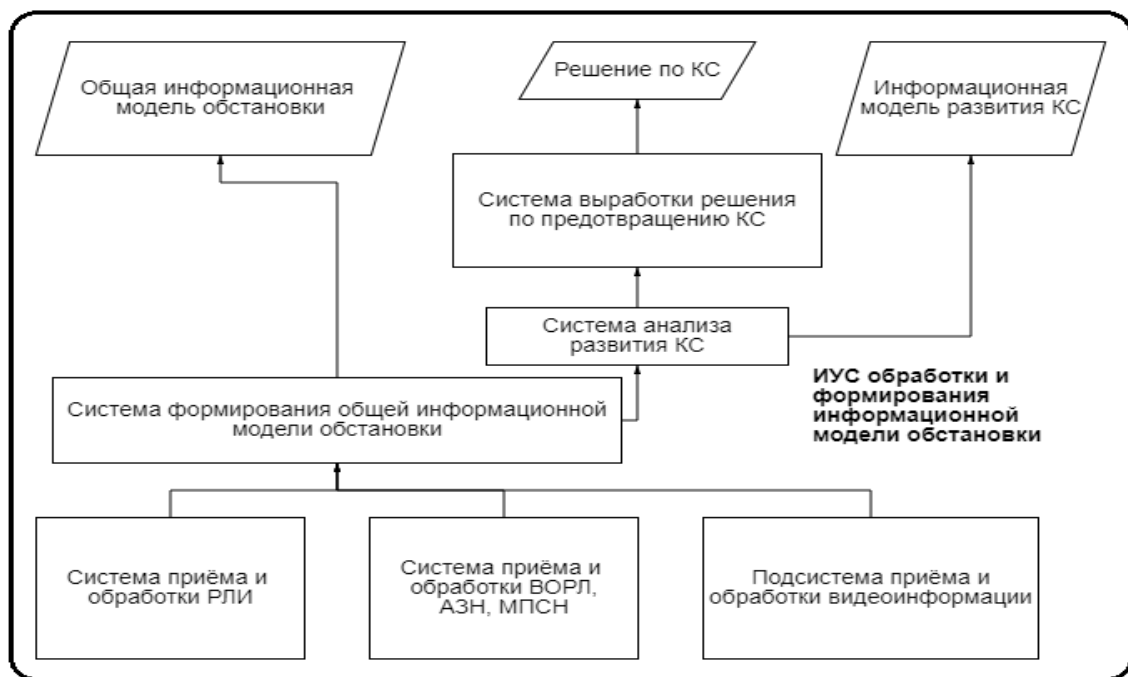 Общая информационная
модель обстановки
Решение по КС
Информационная
модель развития КС
Система выработки решения
по предотвращению КС
Система анализа
развития КС
ИУС обработки и
формирования
информационной
модели обстановки
Система формирования общей информационной
модели обстановки
Система приёма и
обработки РЛИ
Система приёма и
обработки ВОРЛ,
АЗН, МПСН
Подсистема приёма и
обработки видеоинформации